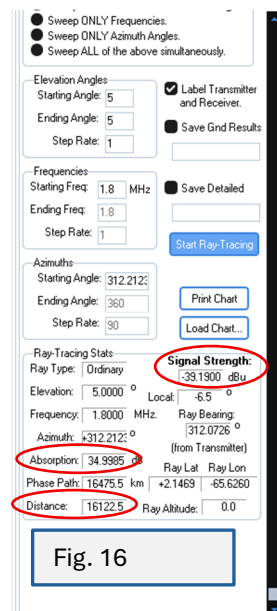 Sweep ONLY Frequencies.
Sweep ONLY Azimuth Angles.
Sweep ALL of the above simultaneously.
Elevation Angles
Starting Angle: 5
Ending Angle: 5
Step Rate: 1
Label Transmitter
and Receiver.
Save Gnd Results
Frequencies
Starting Freq: 1.8 MHz
Ending Freq: 1.8
Step Rate: 1
Save Detailed
Start Ray-Tracing
Azimuths
Starting Angle: 312.212
Ending Angle: 360
Step Rate: 90
Print Chart
Load Chart...
Ray-Tracing Stats
Ray Type: Ordinary
Signal Strength:
-39.1900 dBu
Elevation: 5.0000 °
Local: -6.5 °
Frequency: 1.8000 MHz.
Ray Bearing:
Azimuth: +312.212 °
312.0726 °
(from Transmitter)
Absorption: 34.9985 dB
Ray Lat Ray Lon
Phase Path: 16475.5 km +2.1469 -65.6260
Distance: 16122.5 Ray Altitude: 0.0
Fig. 16